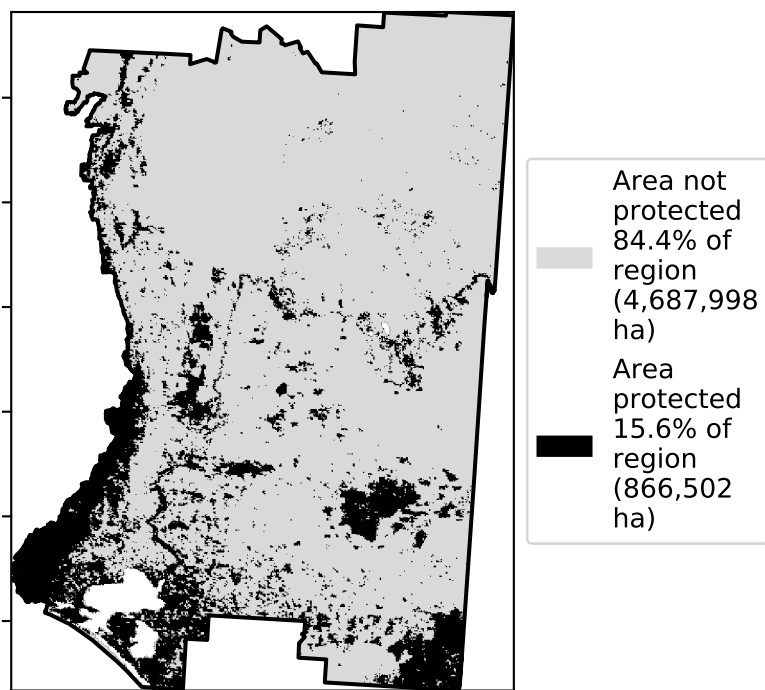 Area not
protected
84.4% of
region
(4,687,998
ha)
Area
protected
15.6% of
region
(866,502
ha)